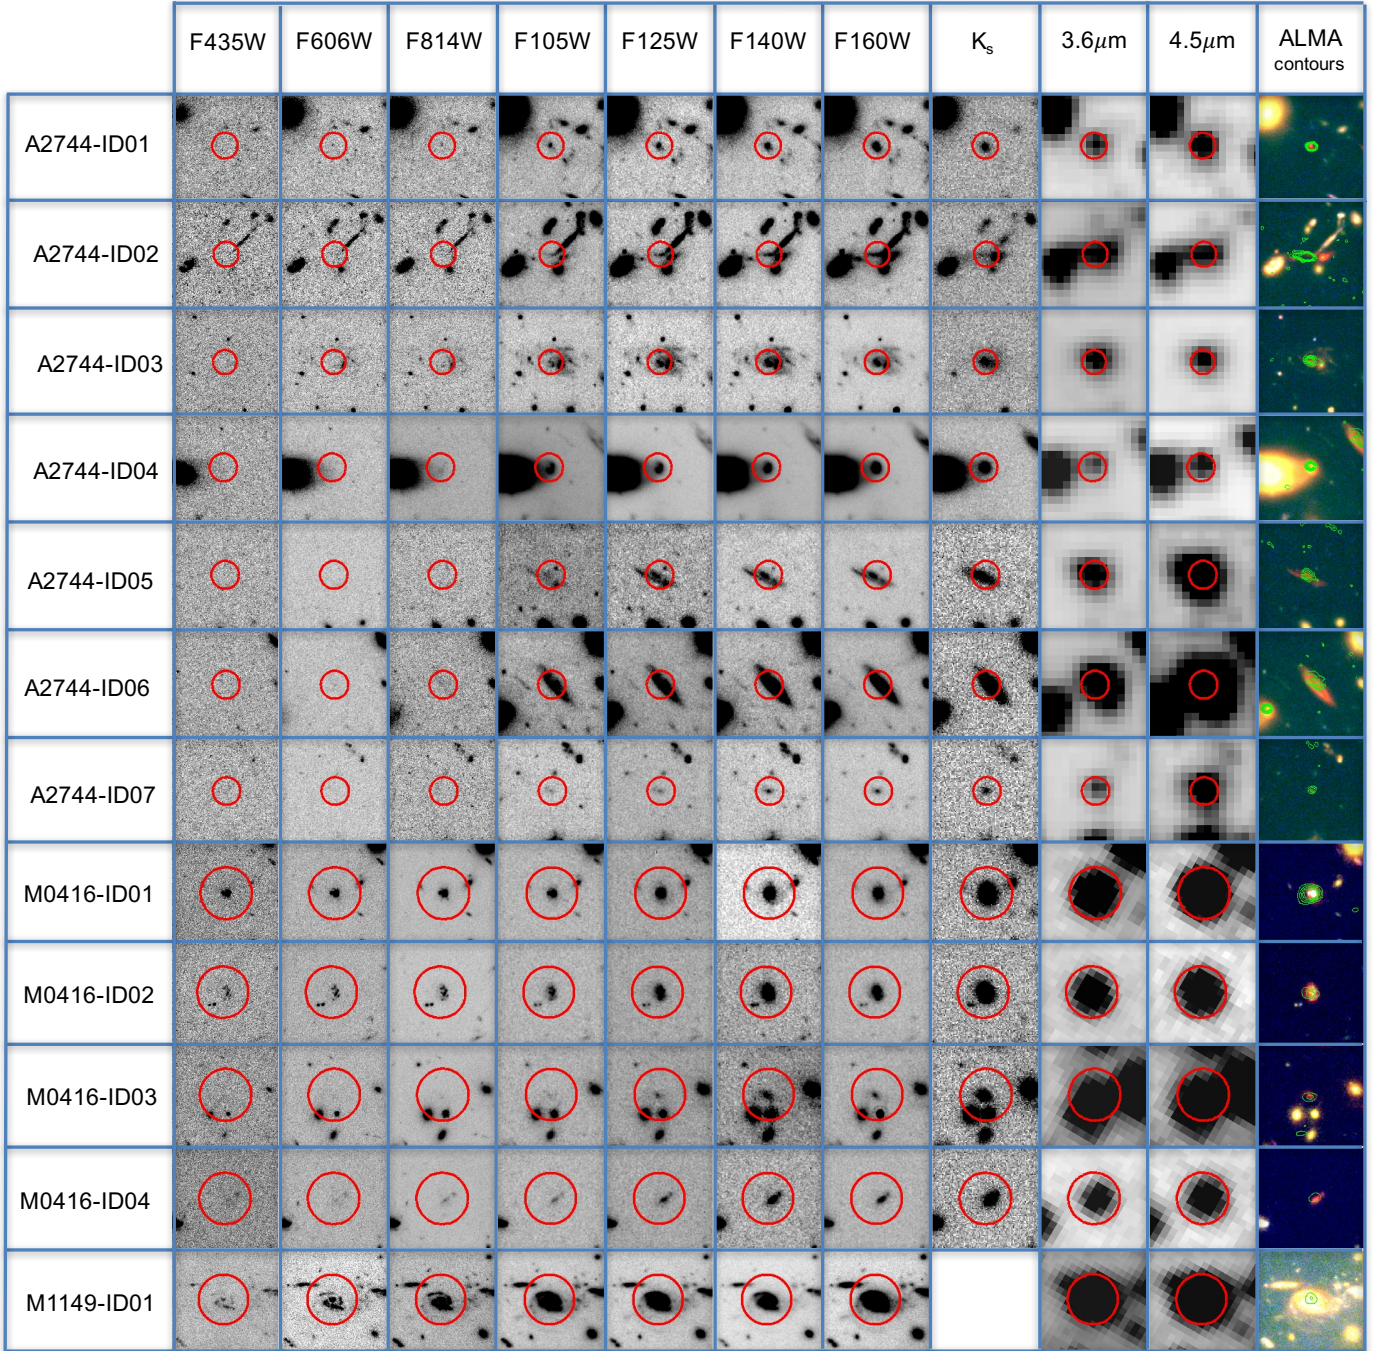 F435W F606W F814W F105W F125W F140W F160W Ks 3.6μm 4.5μm ALMA
contours
A2744-ID01
A2744-ID02
A2744-ID03
A2744-ID04
A2744-ID05
A2744-ID06
A2744-ID07
M0416-ID01
M0416-ID02
M0416-ID03
M0416-ID04
M1149-ID01